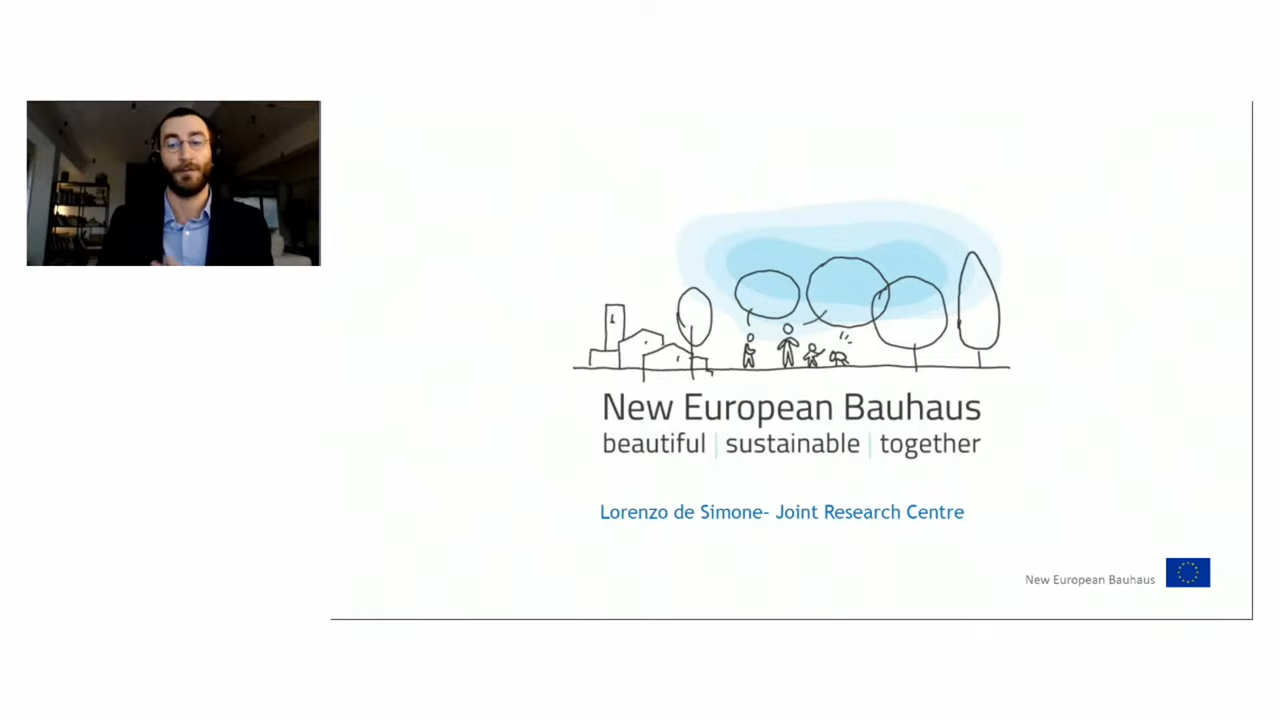 New European Bauhaus
beautiful | sustainable | together
Lorenzo de Simone- Joint Research Centre
New European Bauhaus